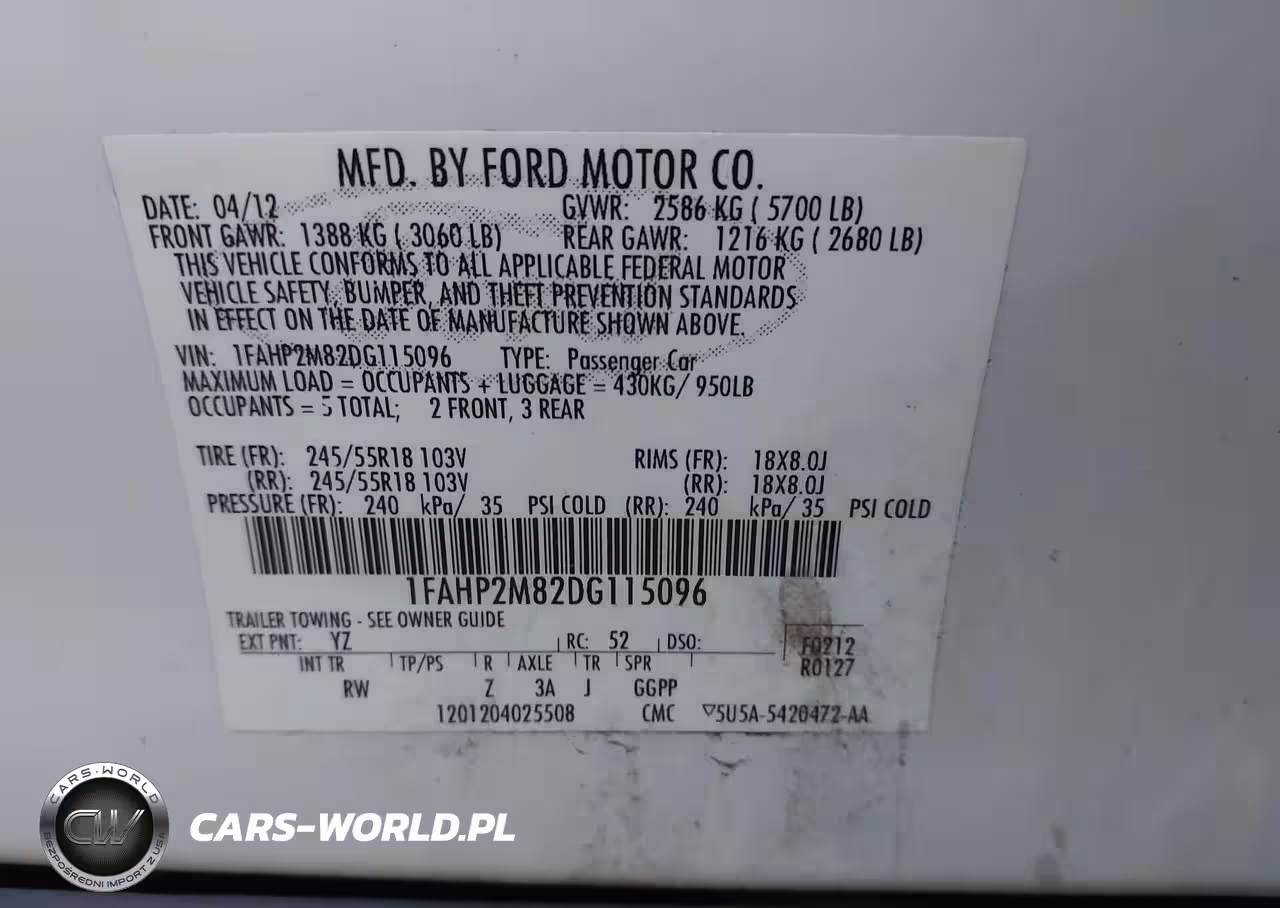 MFD. BY FORD MOTOR CO.
DATE: 04/12 GVWR: 2586 KG ( 5700 LB)
FRONT GAWR: 1388 KG ( 3060 LB) REAR GAWR: 1216 KG ( 2680 LB)
THIS VEHICLE CONFORMS TO ALL APPLICABLE FEDERAL MOTOR
VEHICLE SAFETY, BUMPER, AND THEFT PREVENTION STANDARDS
IN EFFECT ON THE DATE OF MANUFACTURE SHOWN ABOVE.
VIN: 1FAHP2M82DG115096 TYPE: Passenger Car
MAXIMUM LOAD = OCCUPANTS + LUGGAGE = 430KG/ 950LB
OCCUPANTS = 5 TOTAL; 2 FRONT, 3 REAR
TIRE (FR): 245/55R18 103V RIMS (FR): 18X8.0J
(RR): 245/55R18 103V (RR): 18X8.0J
PRESSURE (FR): 240 kPa/ 35 PSI COLD (RR): 240 kPa/ 35 PSI COLD
1FAHP2M82DG115096
TRAILER TOWING - SEE OWNER GUIDE
EXT PNT: YZ RC: 52 DSO: F0212
INT TR TP/PS R AXLE TR SPR R0127
RW Z 3A J GGPP
1201204025508 CMC ▽5U5A-5420472-AA
CARS-WORLD
CW
BEZPOŚREDNI IMPORT Z USA
CARS-WORLD.PL